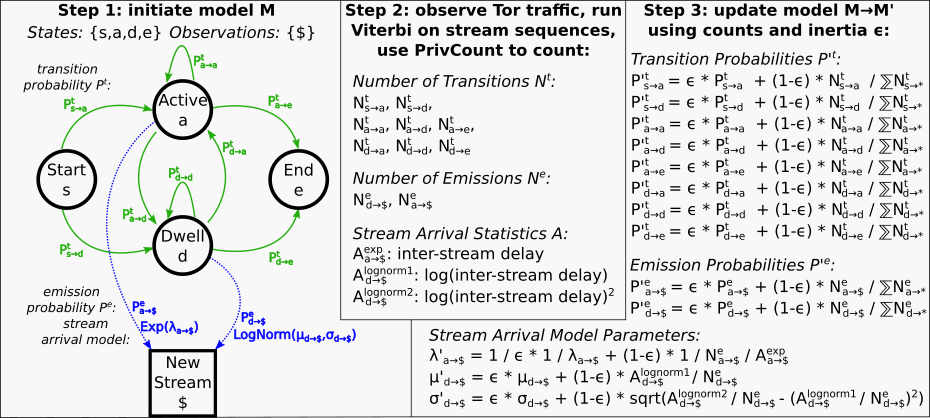 Step 1: initiate model M
States: {s,a,d,e} Observations: {$}
transition
probability Pᵗ:
Pᵗa→a
Pᵗs→a
Active
a
Pᵗa→e
Start
s
End
e
Pᵗd→a
Pᵗd→d
Pᵗa→d
Dwell
d
Pᵗs→d
Pᵗd→e
emission
probability Pᵉ:
stream
arrival model:
Pᵉa→$
Exp(λa→$)
Pᵉd→$
LogNorm(μd→$,σd→$)
New
Stream
$
Step 2: observe Tor traffic, run
Viterbi on stream sequences,
use PrivCount to count:
Number of Transitions Nᵗ:
Nᵗs→a, Nᵗs→d,
Nᵗa→a, Nᵗa→d, Nᵗa→e,
Nᵗd→a, Nᵗd→d, Nᵗd→e
Number of Emissions Nᵉ:
Nᵉd→$, Nᵉa→$
Stream Arrival Statistics A:
Aᵉˣᵖa→$: inter-stream delay
Aˡᵒᵍⁿᵒʳᵐ¹d→$: log(inter-stream delay)
Aˡᵒᵍⁿᵒʳᵐ²d→$: log(inter-stream delay)²
Step 3: update model M→M'
using counts and inertia ϵ:
Transition Probabilities P'ᵗ:
P'ᵗs→a = ϵ * Pᵗs→a + (1-ϵ) * Nᵗs→a / ∑Nᵗs→*
P'ᵗs→d = ϵ * Pᵗs→d + (1-ϵ) * Nᵗs→d / ∑Nᵗs→*
P'ᵗa→a = ϵ * Pᵗa→a + (1-ϵ) * Nᵗa→a / ∑Nᵗa→*
P'ᵗa→d = ϵ * Pᵗa→d + (1-ϵ) * Nᵗa→d / ∑Nᵗa→*
P'ᵗa→e = ϵ * Pᵗa→e + (1-ϵ) * Nᵗa→e / ∑Nᵗa→*
P'ᵗd→a = ϵ * Pᵗd→a + (1-ϵ) * Nᵗd→a / ∑Nᵗd→*
P'ᵗd→d = ϵ * Pᵗd→d + (1-ϵ) * Nᵗd→d / ∑Nᵗd→*
P'ᵗd→e = ϵ * Pᵗd→e + (1-ϵ) * Nᵗd→e / ∑Nᵗd→*
Emission Probabilities P'ᵉ:
P'ᵉa→$ = ϵ * Pᵉa→$ + (1-ϵ) * Nᵉa→$ / ∑Nᵉa→*
P'ᵉd→$ = ϵ * Pᵉd→$ + (1-ϵ) * Nᵉd→$ / ∑Nᵉd→*
Stream Arrival Model Parameters:
λ'a→$ = 1 / ϵ * 1 / λa→$ + (1-ϵ) * 1 / Nᵉa→$ / Aᵉˣᵖa→$
μ'd→$ = ϵ * μd→$ + (1-ϵ) * Aˡᵒᵍⁿᵒʳᵐ¹d→$ / Nᵉd→$
σ'd→$ = ϵ * σd→$ + (1-ϵ) * sqrt(Aˡᵒᵍⁿᵒʳᵐ²d→$ / Nᵉd→$ - (Aˡᵒᵍⁿᵒʳᵐ¹d→$ / Nᵉd→$)²)